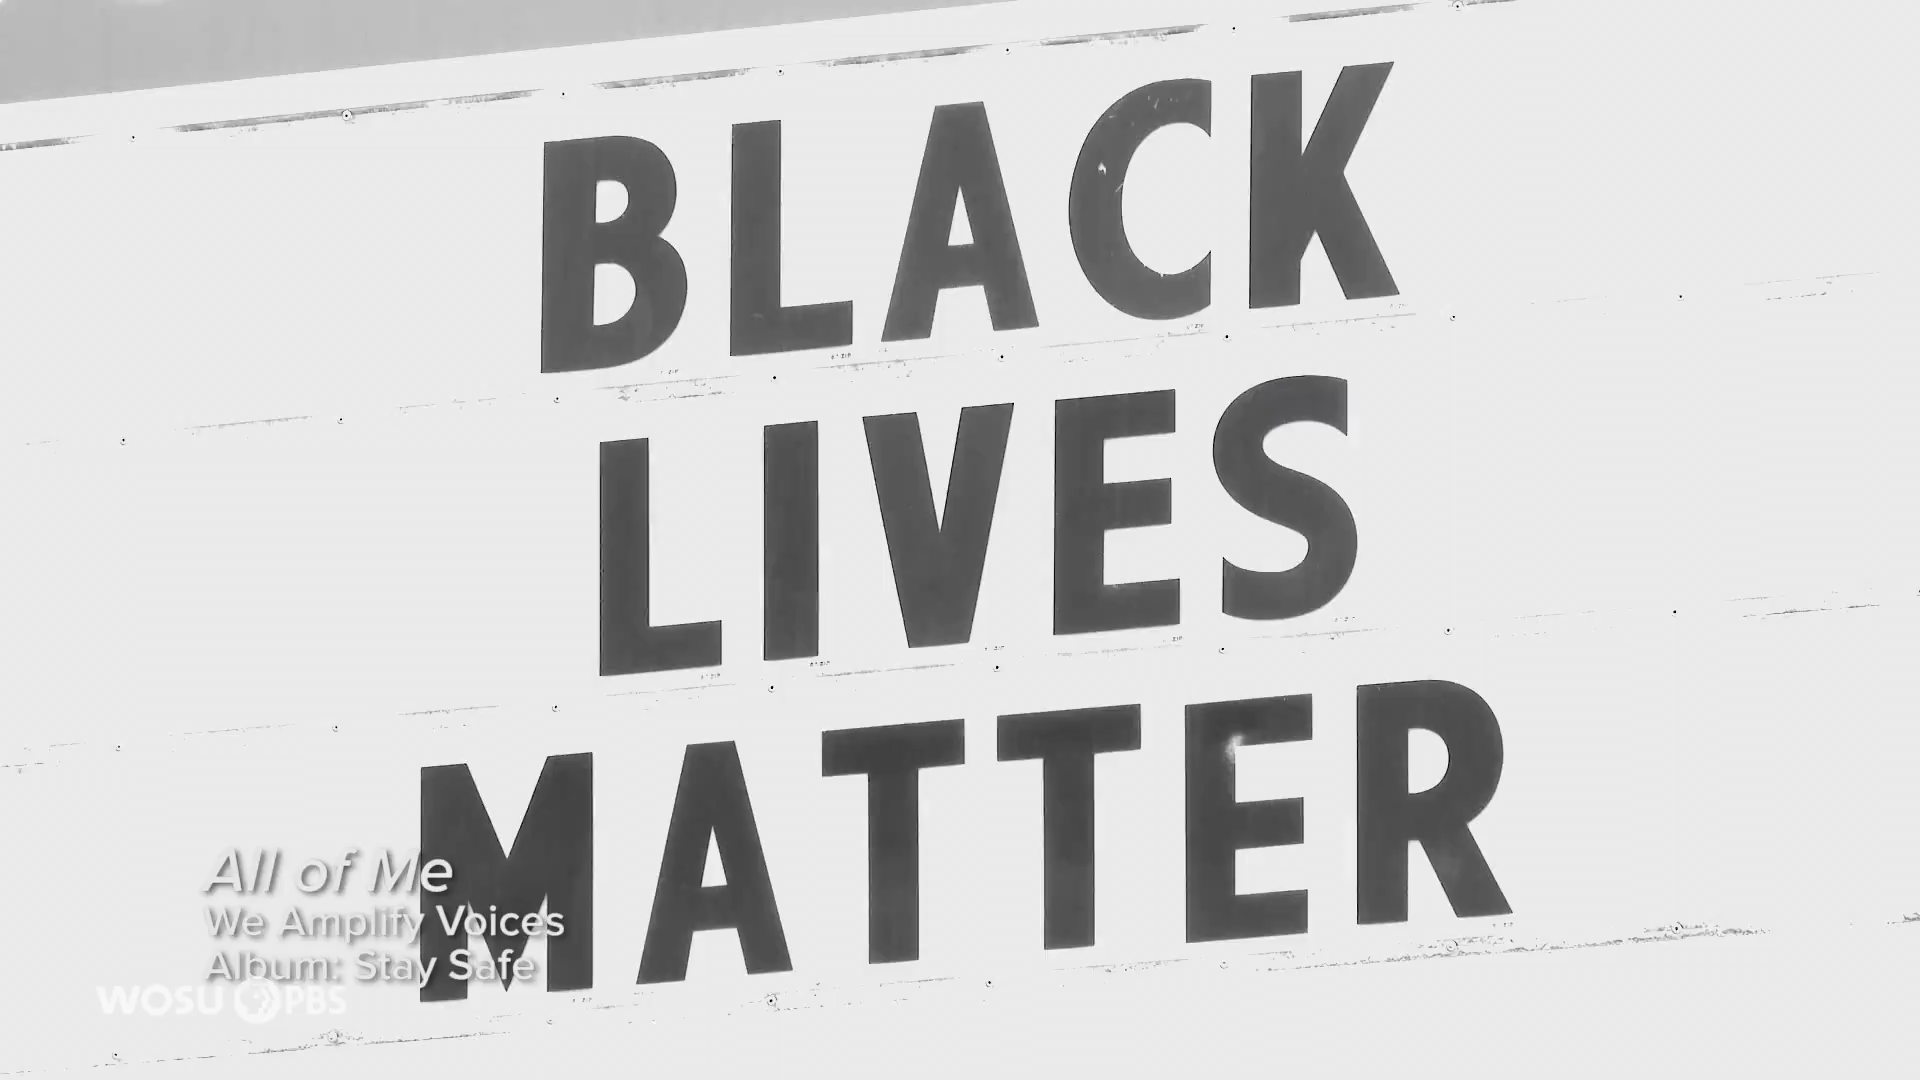 BLACK
LIVES
MATTER
All of Me
We Amplify Voices
Album: Stay Safe
WOSU PBS